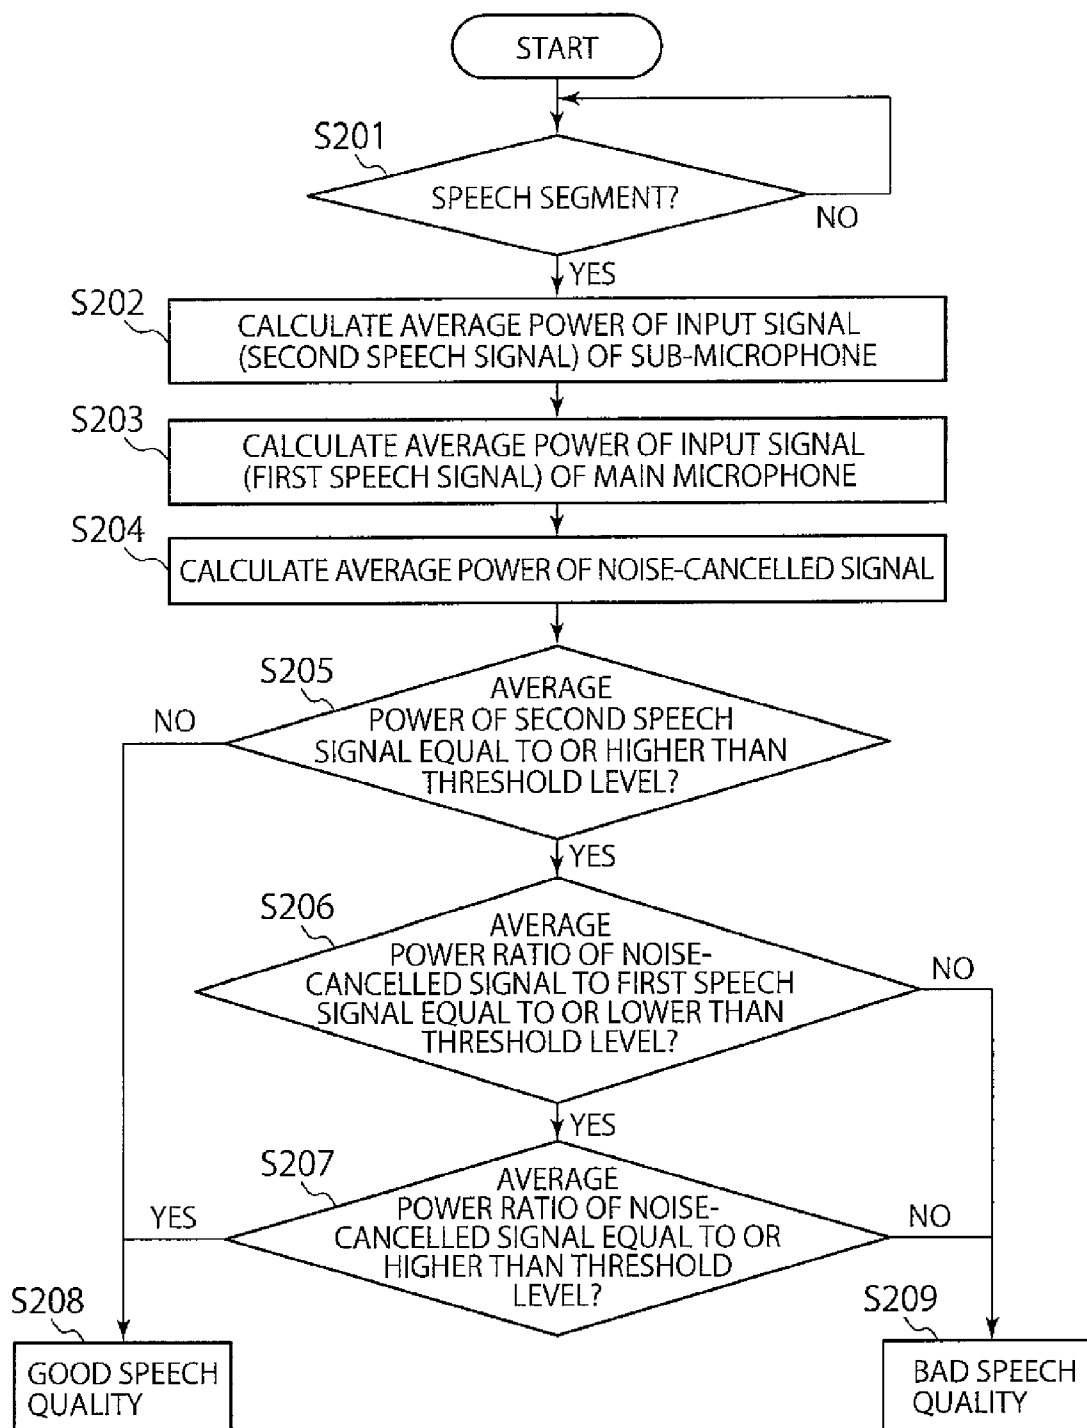 START
S201
SPEECH SEGMENT?
NO
YES
S202
CALCULATE AVERAGE POWER OF INPUT SIGNAL
(SECOND SPEECH SIGNAL) OF SUB-MICROPHONE
S203
CALCULATE AVERAGE POWER OF INPUT SIGNAL
(FIRST SPEECH SIGNAL) OF MAIN MICROPHONE
S204
CALCULATE AVERAGE POWER OF NOISE-CANCELLED SIGNAL
S205
AVERAGE
POWER OF SECOND SPEECH
SIGNAL EQUAL TO OR HIGHER THAN
THRESHOLD LEVEL?
NO
YES
S206
AVERAGE
POWER RATIO OF NOISE-
CANCELLED SIGNAL TO FIRST SPEECH
SIGNAL EQUAL TO OR LOWER THAN
THRESHOLD LEVEL?
NO
YES
S207
AVERAGE
POWER RATIO OF NOISE-
CANCELLED SIGNAL EQUAL TO OR
HIGHER THAN THRESHOLD
LEVEL?
YES
NO
S208
GOOD SPEECH
QUALITY
S209
BAD SPEECH
QUALITY